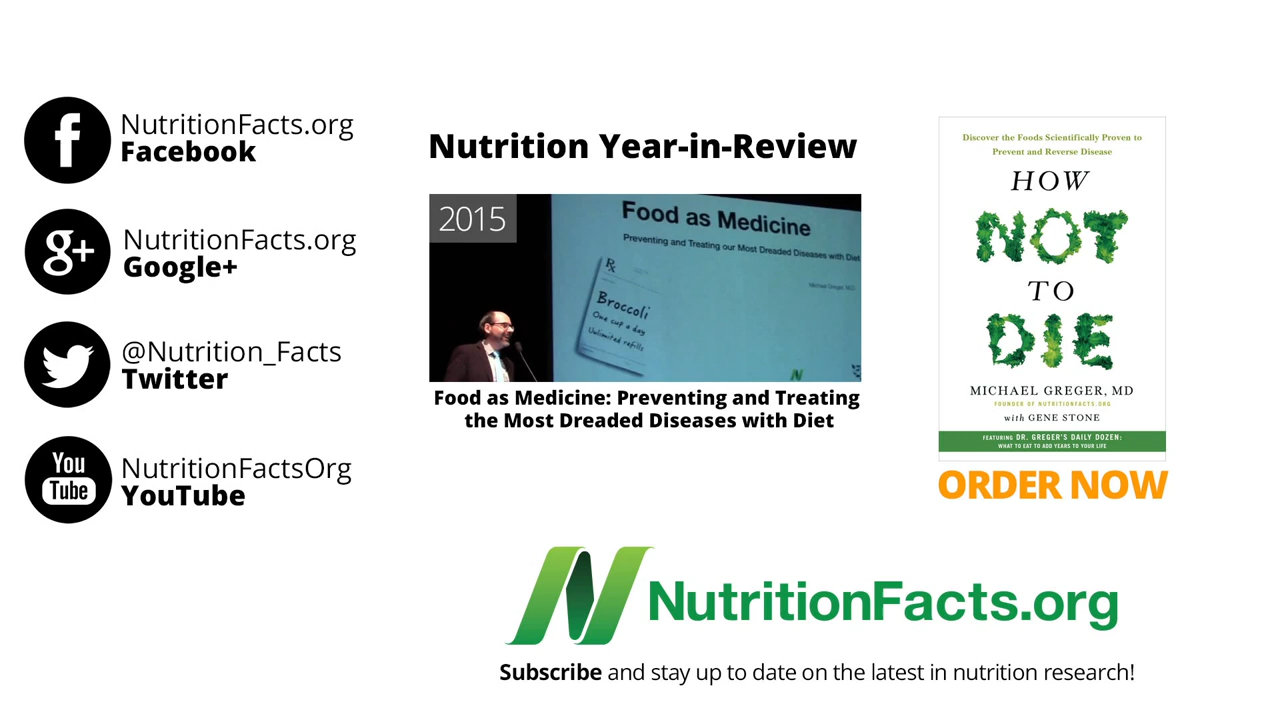 NutritionFacts.org
Facebook
NutritionFacts.org
Google+
@Nutrition_Facts
Twitter
You
Tube
NutritionFactsOrg
YouTube
Nutrition Year-in-Review
2015
Food as Medicine
Preventing and Treating our Most Dreaded Diseases with Diet
Michael Greger, M.D.
Broccoli
One cup a day
Unlimited refills
Food as Medicine: Preventing and Treating
the Most Dreaded Diseases with Diet
Discover the Foods Scientifically Proven to
Prevent and Reverse Disease
HOW
NOT
TO
DIE
MICHAEL GREGER, MD
FOUNDER OF NUTRITIONFACTS.ORG
with GENE STONE
FEATURING DR. GREGER'S DAILY DOZEN:
WHAT TO EAT TO ADD YEARS TO YOUR LIFE
ORDER NOW
NutritionFacts.org
Subscribe and stay up to date on the latest in nutrition research!